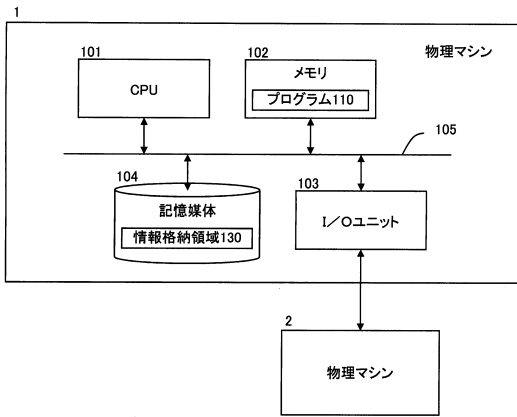 1
物理マシン
101
CPU
102
メモリ
プログラム110
105
104
記憶媒体
情報格納領域130
103
I/Oユニット
2
物理マシン